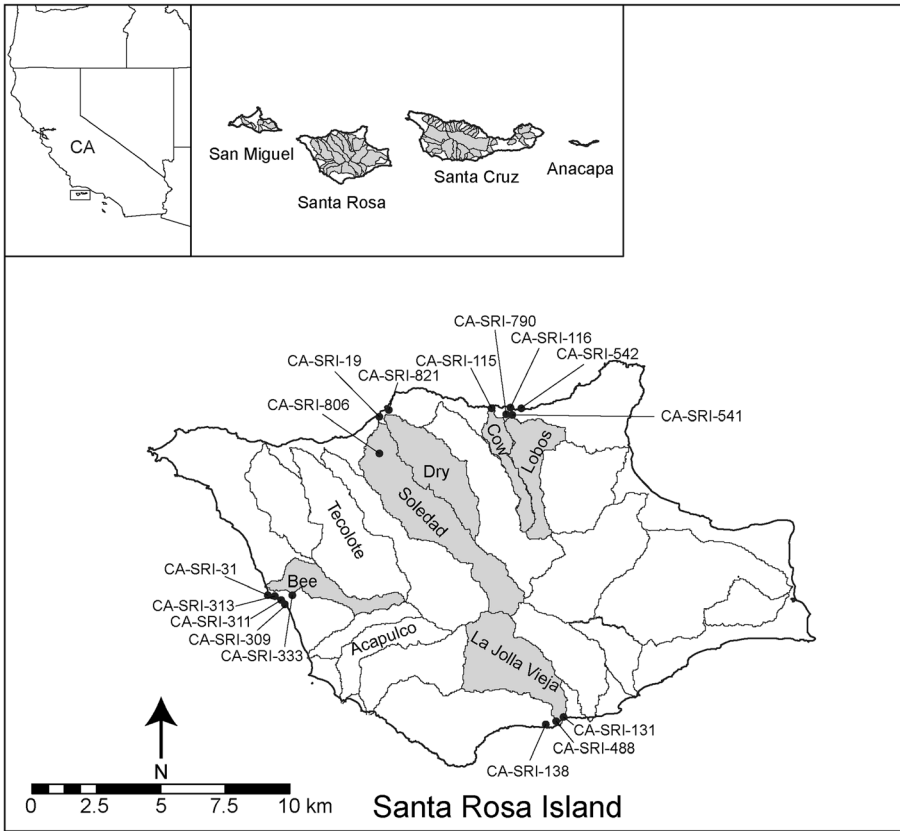 CA
San Miguel
Santa Rosa
Santa Cruz
Anacapa
CA-SRI-790
CA-SRI-116
CA-SRI-19
CA-SRI-115
CA-SRI-542
CA-SRI-821
CA-SRI-806
CA-SRI-541
Cow
Lobos
Dry
Soledad
Tecolote
CA-SRI-31
Bee
CA-SRI-313
CA-SRI-311
CA-SRI-309
CA-SRI-333
Acapulco
La Jolla Vieja
CA-SRI-131
CA-SRI-488
CA-SRI-138
N
0 2.5 5 10 km
Santa Rosa Island